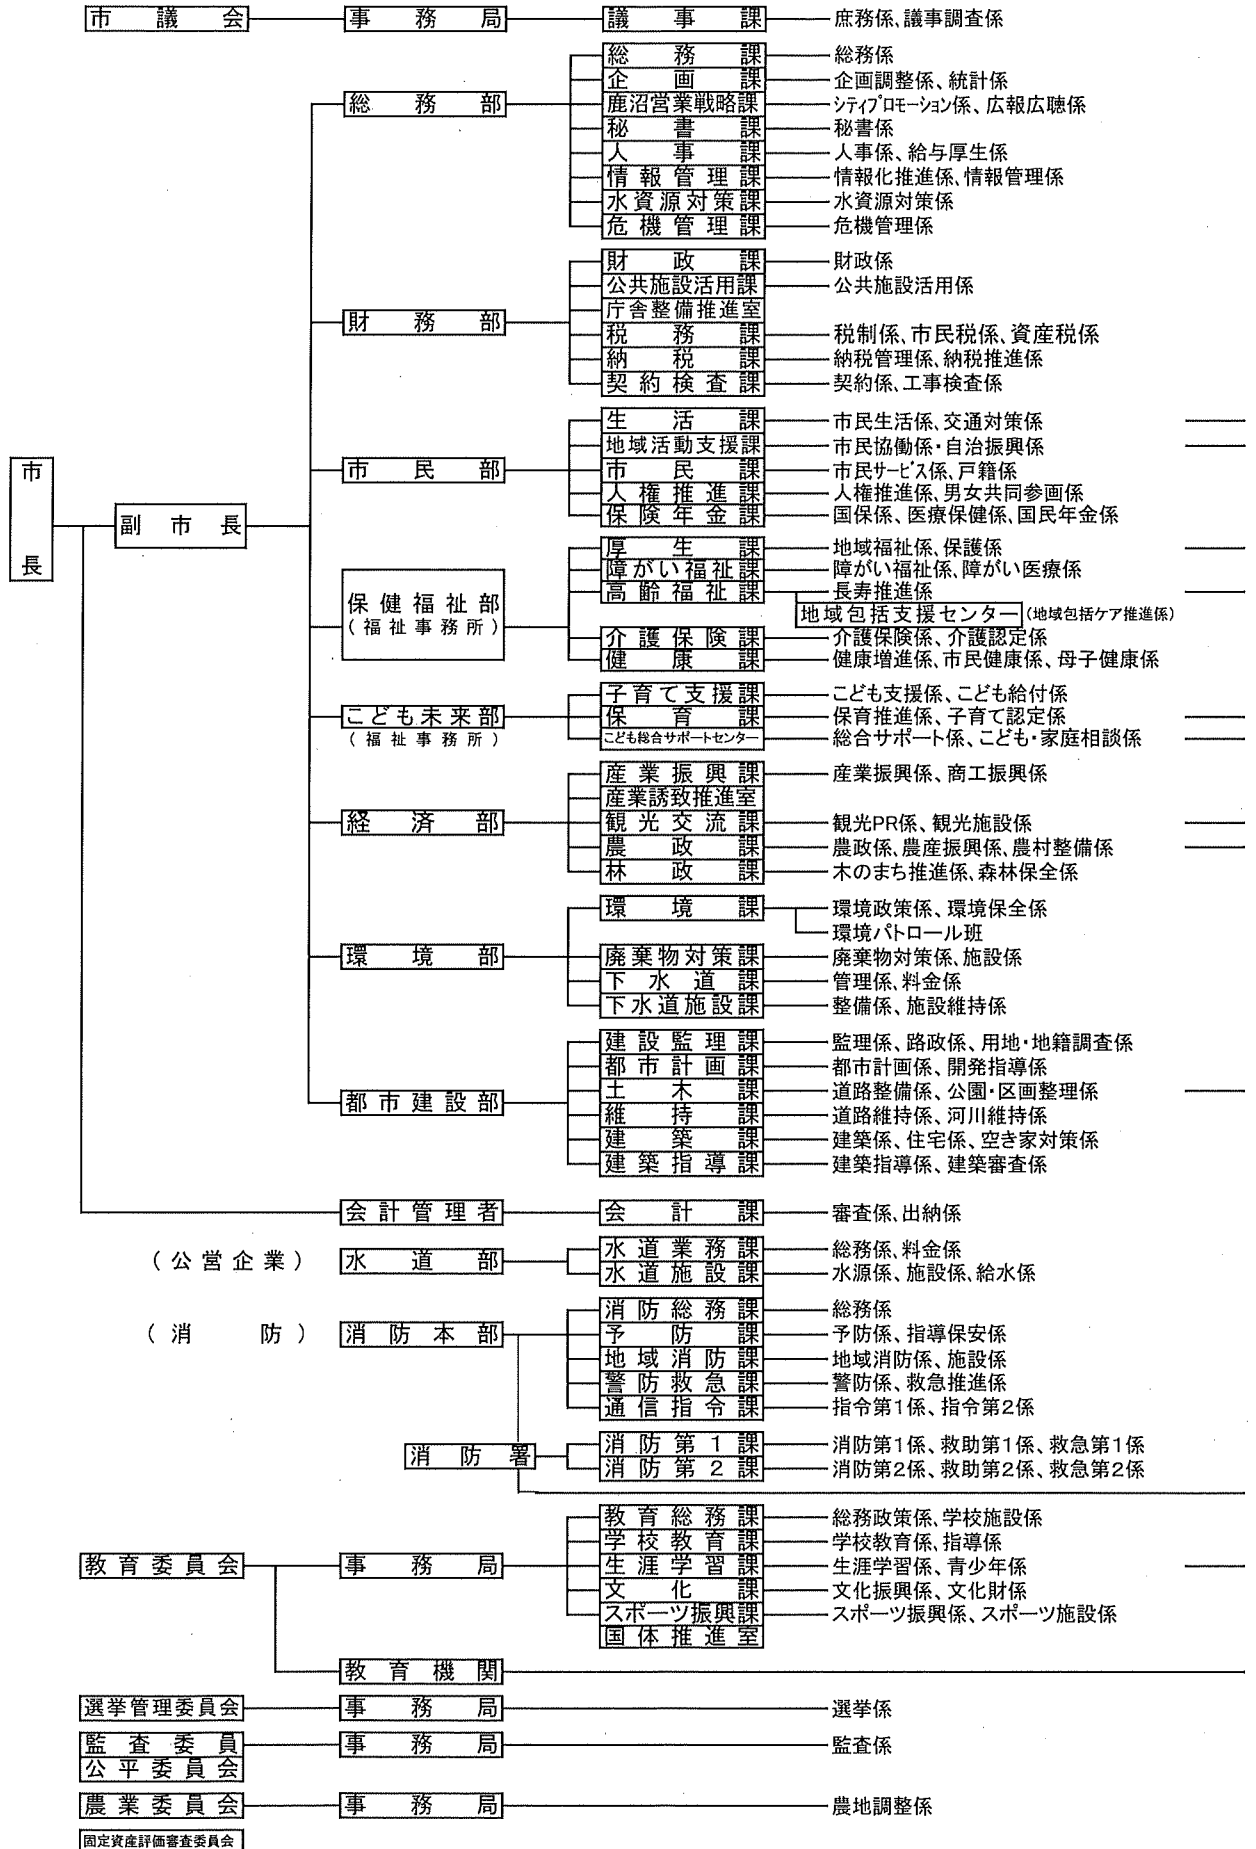 市議会 事務局 議事課 庶務係、議事調査係
総務課 総務係
企画課 企画調整係、統計係
総務部 鹿沼営業戦略課 シティプロモーション係、広報広聴係
秘書課 秘書係
人事課 人事係、給与厚生係
情報管理課 情報化推進係、情報管理係
水資源対策課 水資源対策係
危機管理課 危機管理係
財政課 財政係
公共施設活用課 公共施設活用係
庁舎整備推進室
財務部 税務課 税制係、市民税係、資産税係
納税課 納税管理係、納税推進係
契約検査課 契約係、工事検査係
生活課 市民生活係、交通対策係
地域活動支援課 市民協働係・自治振興係
市民部 市民課 市民サービス係、戸籍係
人権推進課 人権推進係、男女共同参画係
保険年金課 国保係、医療保健係、国民年金係
市長 副市長
厚生課 地域福祉係、保護係
障がい福祉課 障がい福祉係、障がい医療係
高齢福祉課 長寿推進係
保健福祉部 地域包括支援センター (地域包括ケア推進係)
(福祉事務所)
介護保険課 介護保険係、介護認定係
健康課 健康増進係、市民健康係、母子健康係
子育て支援課 こども支援係、こども給付係
こども未来部 保育課 保育推進係、子育て認定係
(福祉事務所) こども総合サポートセンター 総合サポート係、こども・家庭相談係
産業振興課 産業振興係、商工振興係
産業誘致推進室
経済部 観光交流課 観光PR係、観光施設係
農政課 農政係、農産振興係、農村整備係
林政課 木のまち推進係、森林保全係
環境課 環境政策係、環境保全係
環境パトロール班
環境部 廃棄物対策課 廃棄物対策係、施設係
下水道課 管理係、料金係
下水道施設課 整備係、施設維持係
建設監理課 監理係、路政係、用地・地籍調査係
都市計画課 都市計画係、開発指導係
土木課 道路整備係、公園・区画整理係
都市建設部 維持課 道路維持係、河川維持係
建築課 建築係、住宅係、空き家対策係
建築指導課 建築指導係、建築審査係
会計管理者 会計課 審査係、出納係
(公営企業) 水道部 水道業務課 総務係、料金係
水道施設課 水源係、施設係、給水係
消防総務課 総務係
(消防) 消防本部 予防課 予防係、指導保安係
地域消防課 地域消防係、施設係
警防救急課 警防係、救急推進係
通信指令課 指令第1係、指令第2係
消防署 消防第1課 消防第1係、救助第1係、救急第1係
消防第2課 消防第2係、救助第2係、救急第2係
教育総務課 総務政策係、学校施設係
学校教育課 学校教育係、指導係
教育委員会 事務局 生涯学習課 生涯学習係、青少年係
文化課 文化振興係、文化財係
スポーツ振興課 スポーツ振興係、スポーツ施設係
国体推進室
教育機関
選挙管理委員会 事務局 選挙係
監査委員 事務局 監査係
公平委員会
農業委員会 事務局 農地調整係
固定資産評価審査委員会